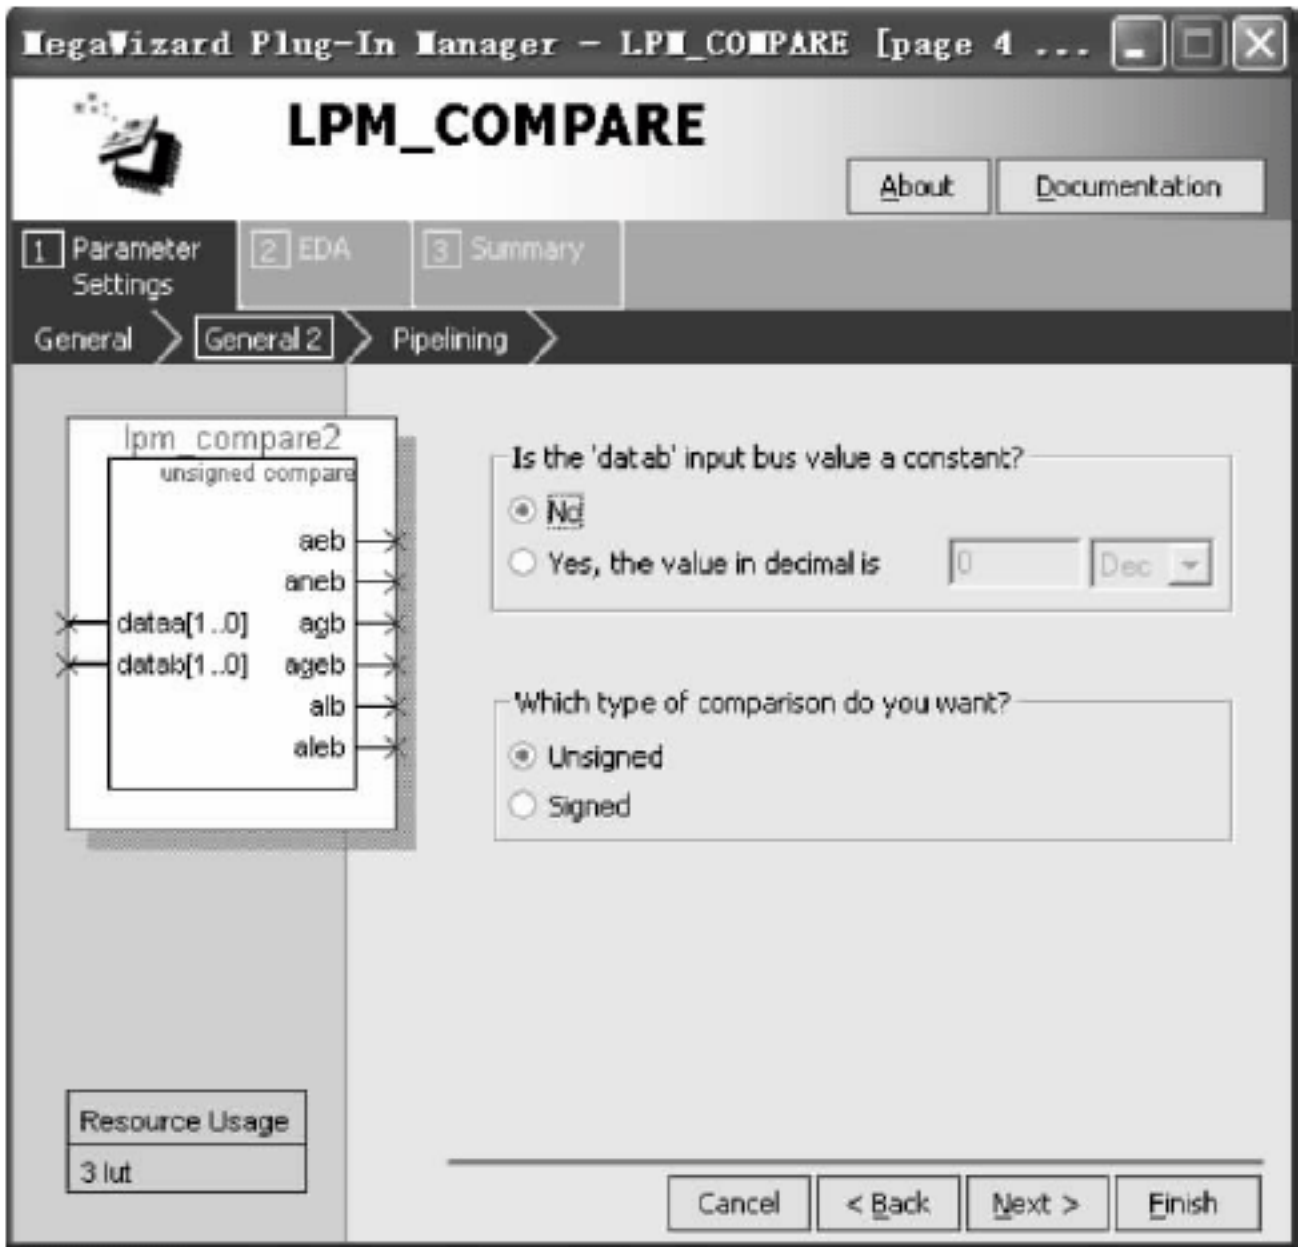 MegaWizard Plug-In Manager - LPM_COMPARE [page 4 ...
LPM_COMPARE
About
Documentation
1 Parameter Settings
2 EDA
3 Summary
General
General 2
Pipelining
lpm_compare2
unsigned compare
aeb
aneb
dataa[1..0] agb
datab[1..0] ageb
alb
aleb
Is the 'datab' input bus value a constant?
No
Yes, the value in decimal is 0 Dec
Which type of comparison do you want?
Unsigned
Signed
Resource Usage
3 lut
Cancel
< Back
Next >
Finish